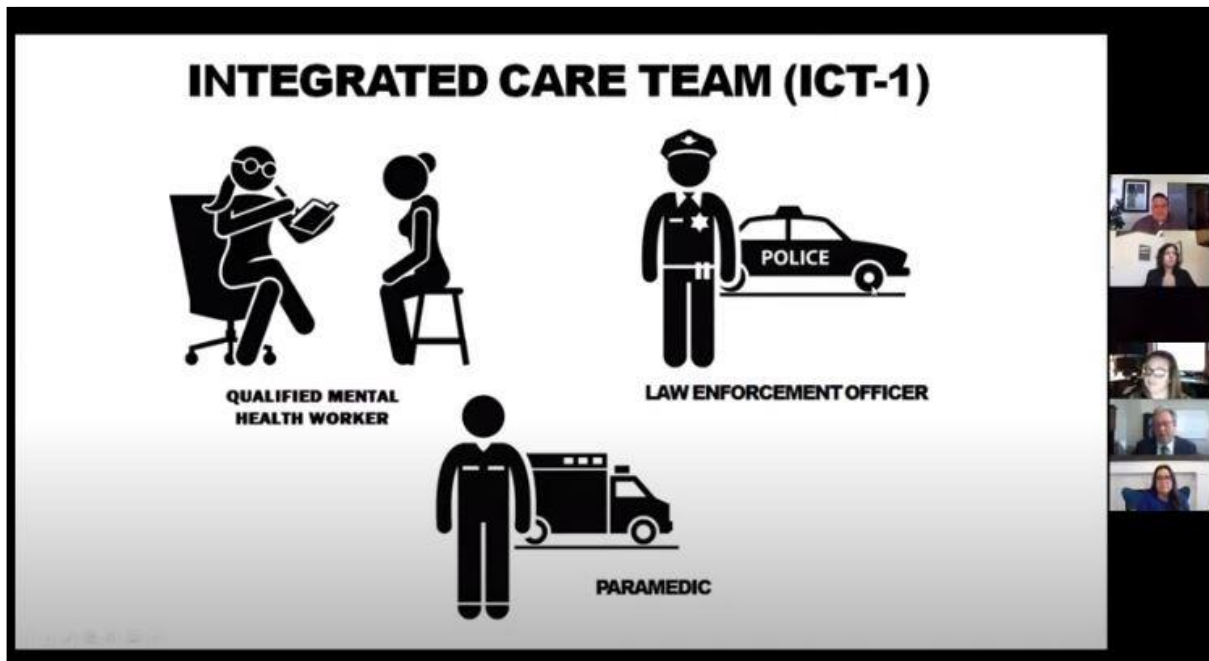 INTEGRATED CARE TEAM (ICT-1)
POLICE
QUALIFIED MENTAL
HEALTH WORKER
LAW ENFORCEMENT OFFICER
PARAMEDIC